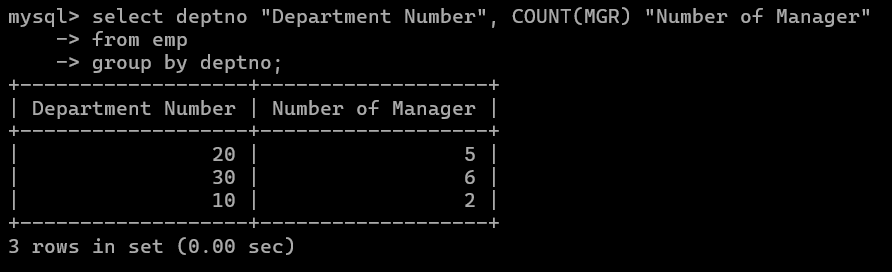 mysql> select deptno "Department Number", COUNT(MGR) "Number of Manager"
    -> from emp
    -> group by deptno;
+-------------------+-------------------+
| Department Number | Number of Manager |
+-------------------+-------------------+
|                20 |                 5 |
|                30 |                 6 |
|                10 |                 2 |
+-------------------+-------------------+
3 rows in set (0.00 sec)